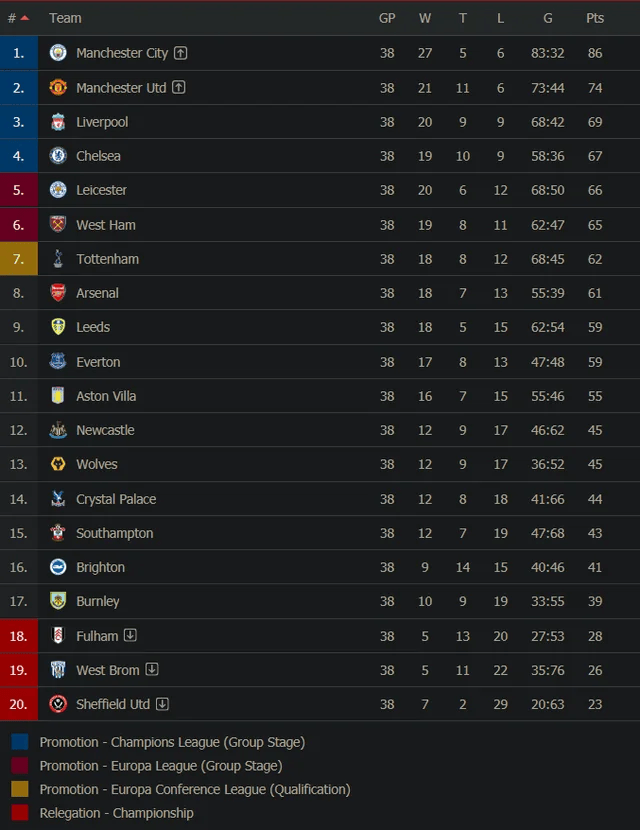 # Team GP W T L G Pts
1. Manchester City 38 27 5 6 83:32 86
2. Manchester Utd 38 21 11 6 73:44 74
3. Liverpool 38 20 9 9 68:42 69
4. Chelsea 38 19 10 9 58:36 67
5. Leicester 38 20 6 12 68:50 66
6. West Ham 38 19 8 11 62:47 65
7. Tottenham 38 18 8 12 68:45 62
8. Arsenal 38 18 7 13 55:39 61
9. Leeds 38 18 5 15 62:54 59
10. Everton 38 17 8 13 47:48 59
11. Aston Villa 38 16 7 15 55:46 55
12. Newcastle 38 12 9 17 46:62 45
13. Wolves 38 12 9 17 36:52 45
14. Crystal Palace 38 12 8 18 41:66 44
15. Southampton 38 12 7 19 47:68 43
16. Brighton 38 9 14 15 40:46 41
17. Burnley 38 10 9 19 33:55 39
18. Fulham 38 5 13 20 27:53 28
19. West Brom 38 5 11 22 35:76 26
20. Sheffield Utd 38 7 2 29 20:63 23
Promotion - Champions League (Group Stage)
Promotion - Europa League (Group Stage)
Promotion - Europa Conference League (Qualification)
Relegation - Championship